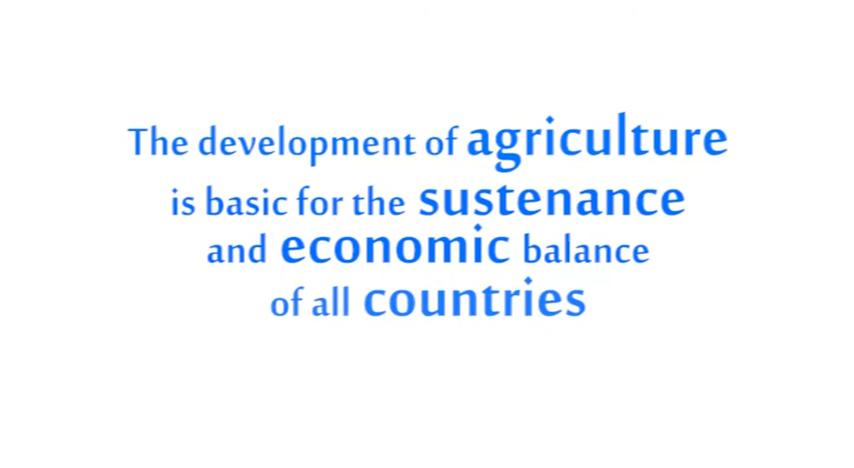 The development of agriculture
is basic for the sustenance
and economic balance
of all countries